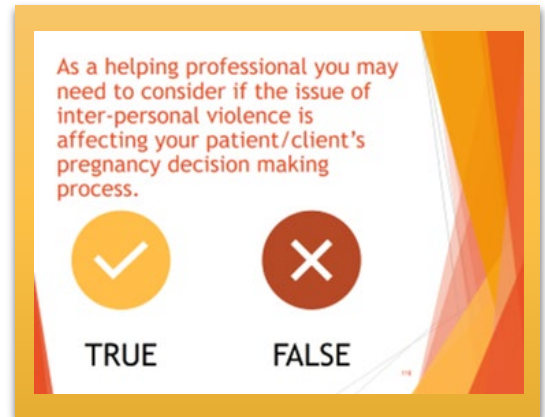 As a helping professional you may
need to consider if the issue of
inter-personal violence is
affecting your patient/client's
pregnancy decision making
process.
TRUE
FALSE